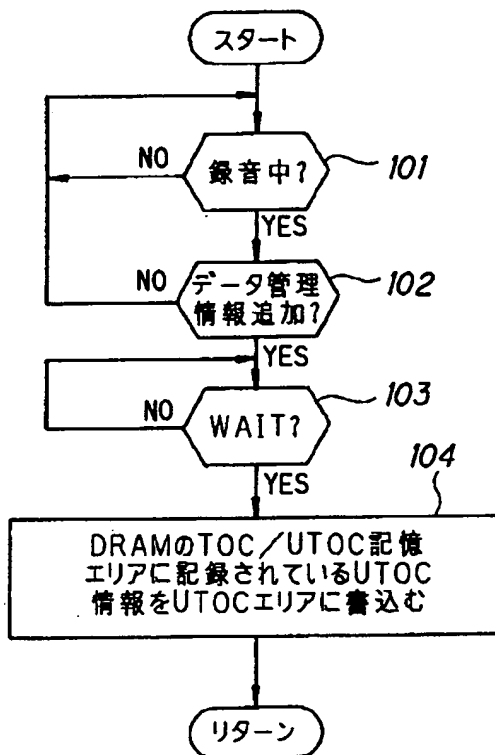 スタート
NO
録音中?
101
YES
NO
データ管理
情報追加?
102
YES
NO
WAIT?
103
YES
104
DRAMのTOC/UTOC記憶
エリアに記録されているUTOC
情報をUTOCエリアに書込む
リターン